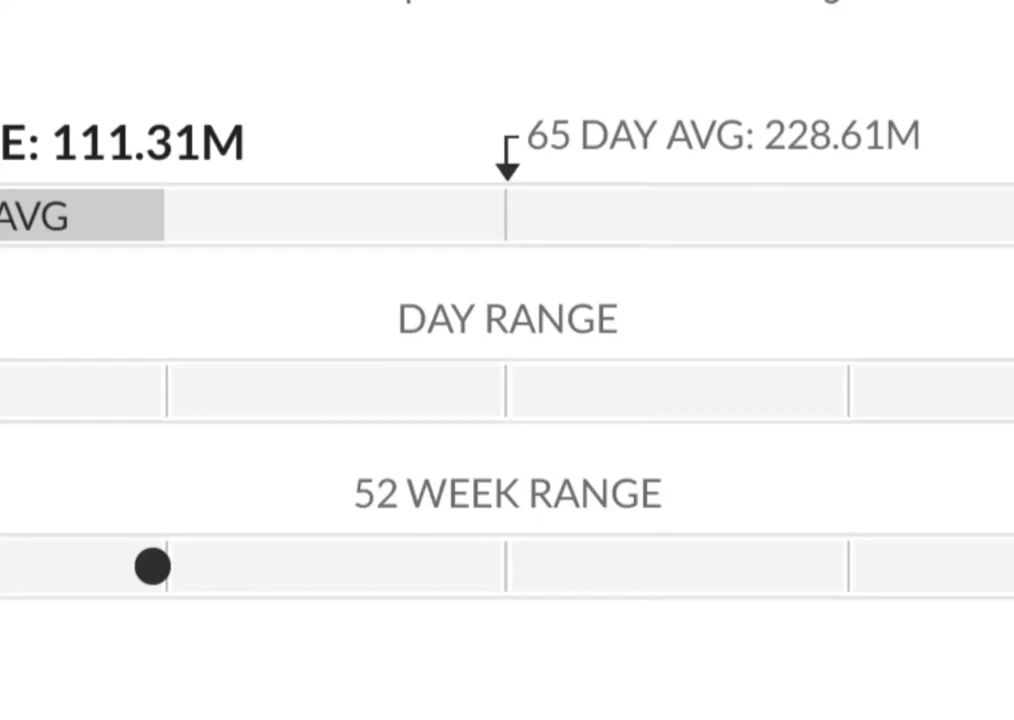 E: 111.31M
65 DAY AVG: 228.61M
AVG
DAY RANGE
52 WEEK RANGE